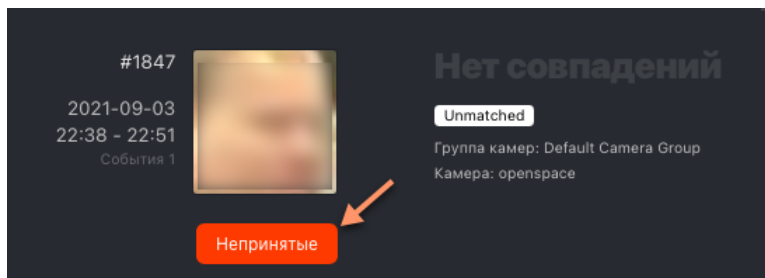 #1847
2021-09-03
22:38 - 22:51
События 1
Непринятые
Нет совпадений
Unmatched
Группа камер: Default Camera Group
Камера: openspace